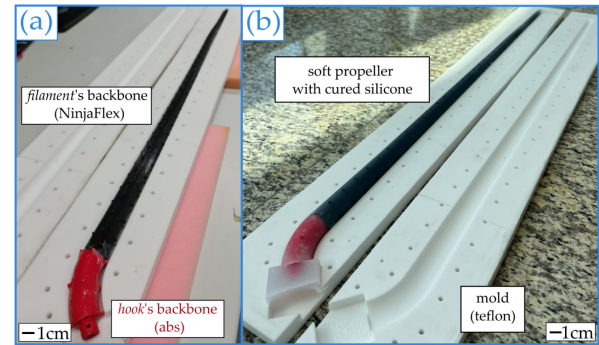 (a)
filament's backbone
(NinjaFlex)
hook's backbone
(abs)
1cm
(b)
soft propeller
with cured silicone
mold
(teflon)
1cm